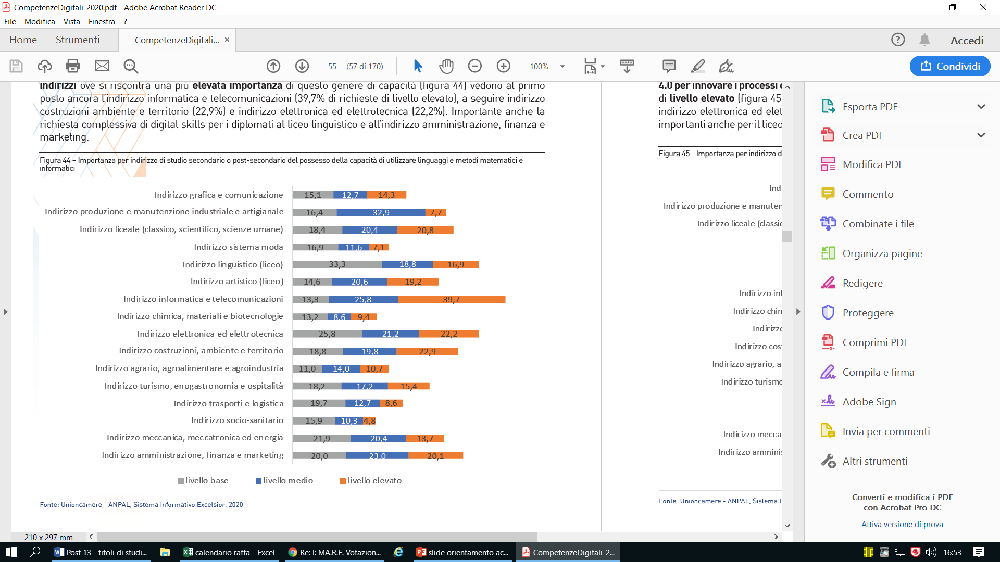 CompetenzeDigitali_2020.pdf - Adobe Acrobat Reader DC
File Modifica Vista Finestra ?
Home Strumenti CompetenzeDigitali... × Accedi
55 (57 di 170) 100% Condividi
indirizzi ove si riscontra una più elevata importanza di questo genere di capacità (figura 44) vedono al primo
posto ancora l'indirizzo informatica e telecomunicazioni (39,7% di richieste di livello elevato), a seguire indirizzo
costruzioni ambiente e territorio (22,9%) e indirizzo elettronica ed elettrotecnica (22,2%). Importante anche la
richiesta complessiva di digital skills per i diplomati al liceo linguistico e all'indirizzo amministrazione, finanza e
marketing.
Figura 44 – Importanza per indirizzo di studio secondario o post-secondario del possesso della capacità di utilizzare linguaggi e metodi matematici e
informatici
Indirizzo grafica e comunicazione 15,1 12,7 14,3
Indirizzo produzione e manutenzione industriale e artigianale 16,4 32,9 7,7
Indirizzo liceale (classico, scientifico, scienze umane) 18,4 20,4 20,8
Indirizzo sistema moda 16,9 11,6 7,1
Indirizzo linguistico (liceo) 33,3 18,8 16,9
Indirizzo artistico (liceo) 14,6 20,6 19,2
Indirizzo informatica e telecomunicazioni 13,3 25,8 39,7
Indirizzo chimica, materiali e biotecnologie 13,2 8,6 9,4
Indirizzo elettronica ed elettrotecnica 25,8 21,2 22,2
Indirizzo costruzioni, ambiente e territorio 18,8 19,8 22,9
Indirizzo agrario, agroalimentare e agroindustria 11,0 14,0 10,7
Indirizzo turismo, enogastronomia e ospitalità 18,2 17,2 15,4
Indirizzo trasporti e logistica 19,7 12,7 8,6
Indirizzo socio-sanitario 15,9 10,3 4,8
Indirizzo meccanica, meccatronica ed energia 21,9 20,4 13,7
Indirizzo amministrazione, finanza e marketing 20,0 23,0 20,1
livello base livello medio livello elevato
Fonte: Unioncamere - ANPAL, Sistema Informativo Excelsior, 2020
4.0 per innovare i processi
di livello elevato (figura 45
indirizzo elettronica ed elet
importanti anche per il liceo
Figura 45 - Importanza per indirizzo d
Ind
Indirizzo produzione e manuten
Indirizzo liceale (classic
Indirizzo inf
Indirizzo chim
Indirizzo
Indirizzo cos
Indirizzo agrario, a
Indirizzo turismo
Indirizzo mecca
Indirizzo ammini
Fonte: Unioncamere - ANPAL, Sistema I
Esporta PDF
Crea PDF
Modifica PDF
Commento
Combinate i file
Organizza pagine
Redigere
Proteggere
Comprimi PDF
Compila e firma
Adobe Sign
Invia per commenti
Altri strumenti
Converti e modifica i PDF
con Acrobat Pro DC
Attiva versione di prova
210 x 297 mm
Post 13 - titoli di studi... calendario raffa - Excel Re: I: MA.R.E. Votazion... slide orientamento ac... CompetenzeDigitali_2... 16:53